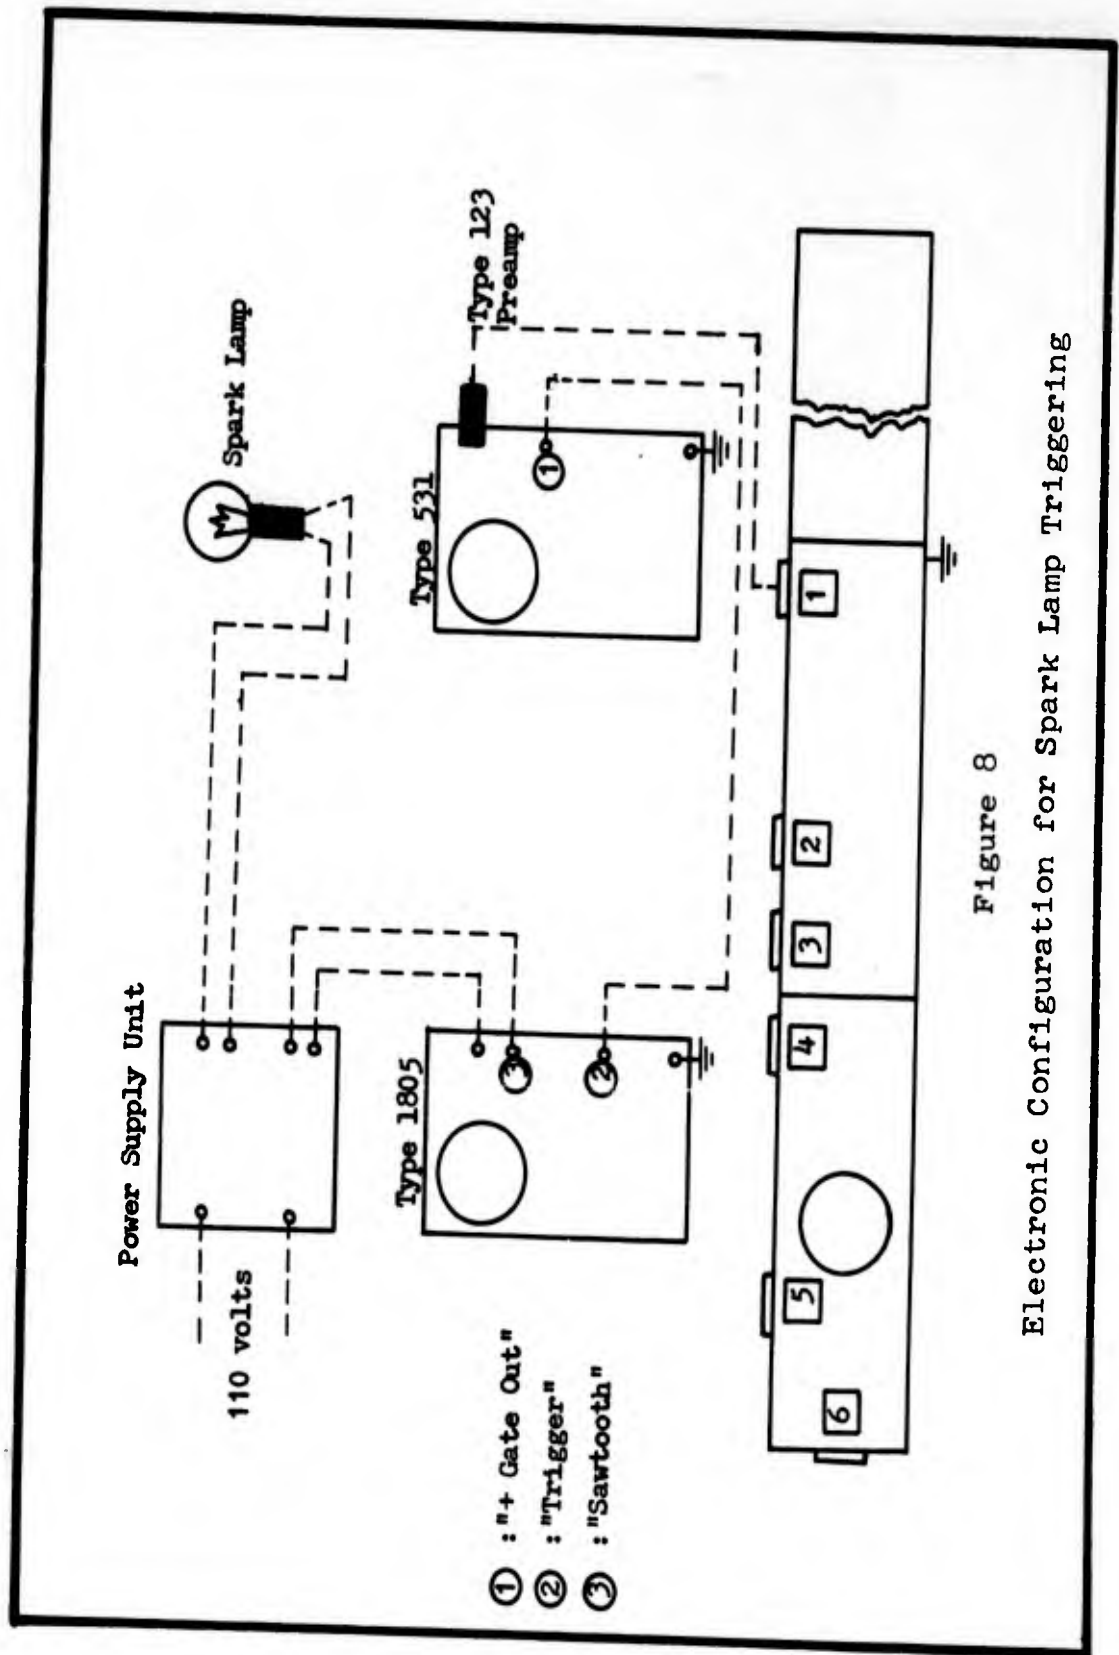 Power Supply Unit
110 volts
Spark Lamp
Type 1805
3
2
Type 531
1
Type 123
Preamp
① :"+ Gate Out"
② :"Trigger"
③ :"Sawtooth"
6
5
4
3
2
1
Figure 8
Electronic Configuration for Spark Lamp Triggering